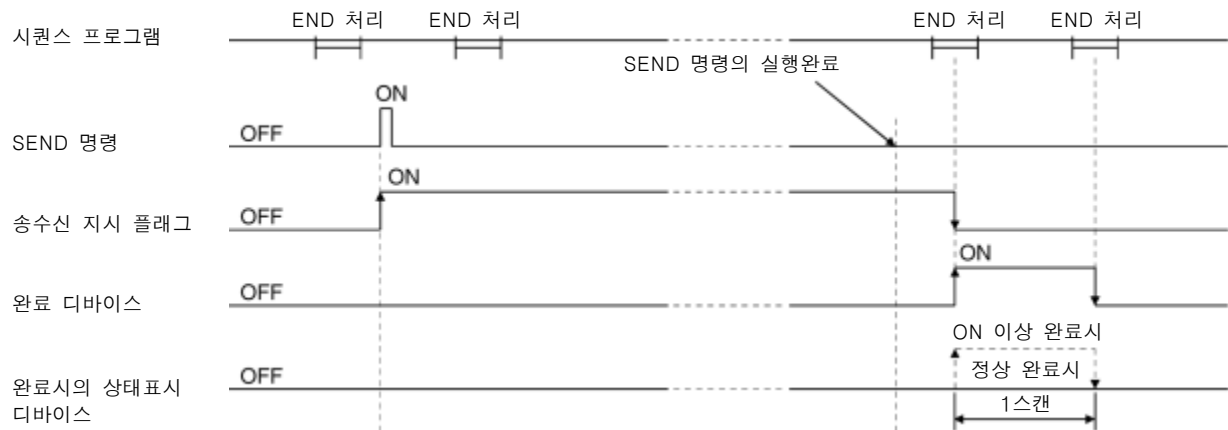 END 처리 END 처리 END 처리 END 처리
시퀀스 프로그램
SEND 명령의 실행완료
ON
SEND 명령 OFF
ON
송수신 지시 플래그 OFF
ON
완료 디바이스 OFF
ON 이상 완료시
완료시의 상태표시 OFF 정상 완료시
디바이스 1스캔